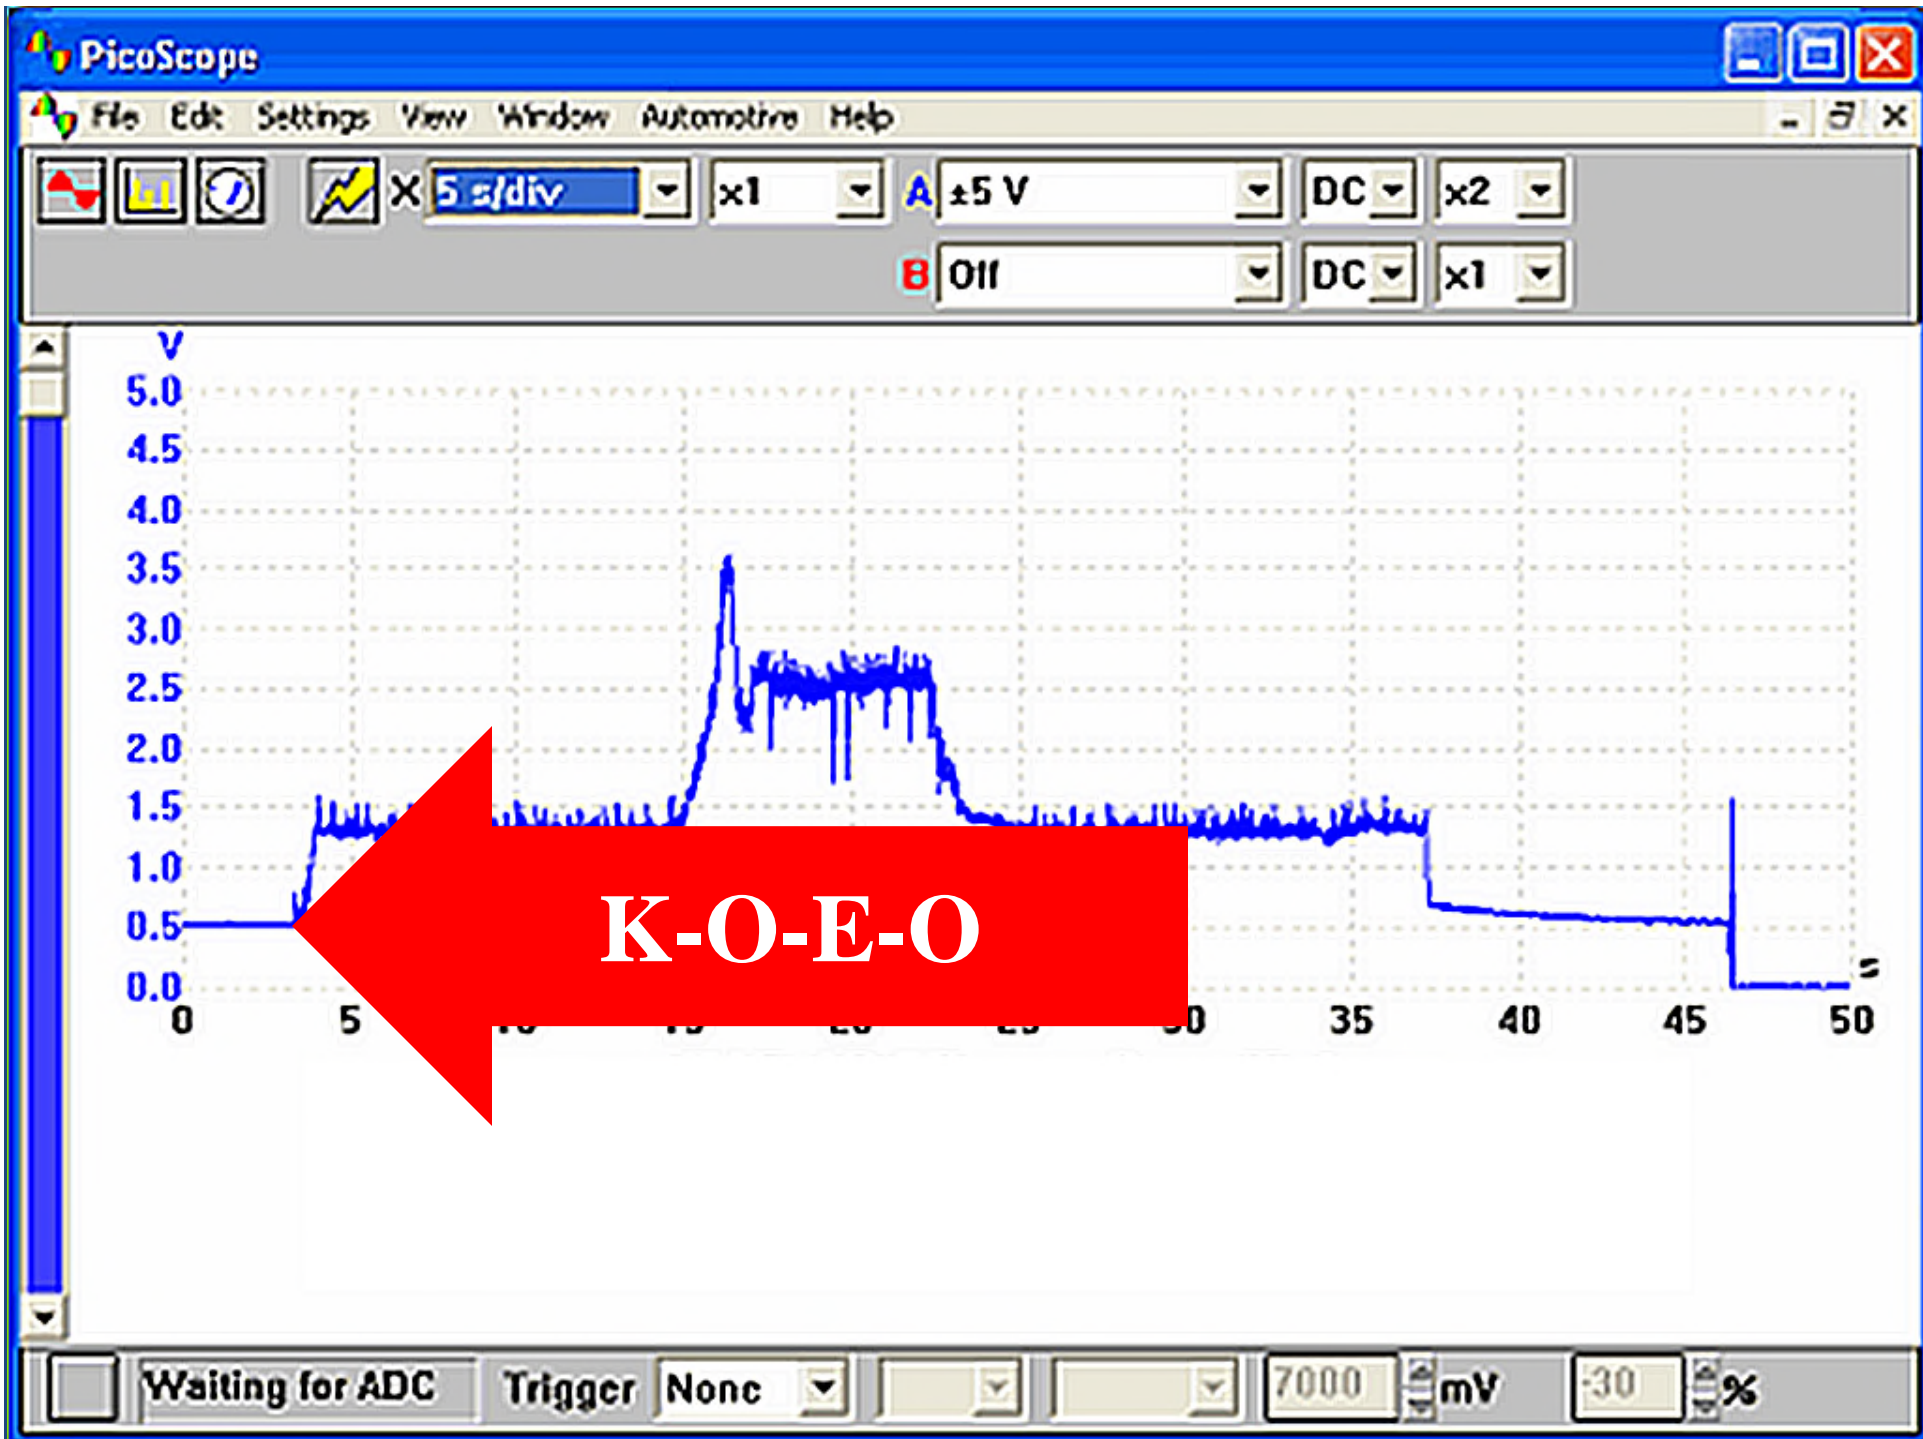 PicoScope
File Edit Settings View Window Automotive Help
X 5 s/div x1 A ±5 V DC x2
B Off DC x1
V
5.0
4.5
4.0
3.5
3.0
2.5
2.0
1.5
1.0
0.5
0.0
K-O-E-O
s
0 5 35 40 45 50
Waiting for ADC Trigger None 7000 mV -30 %